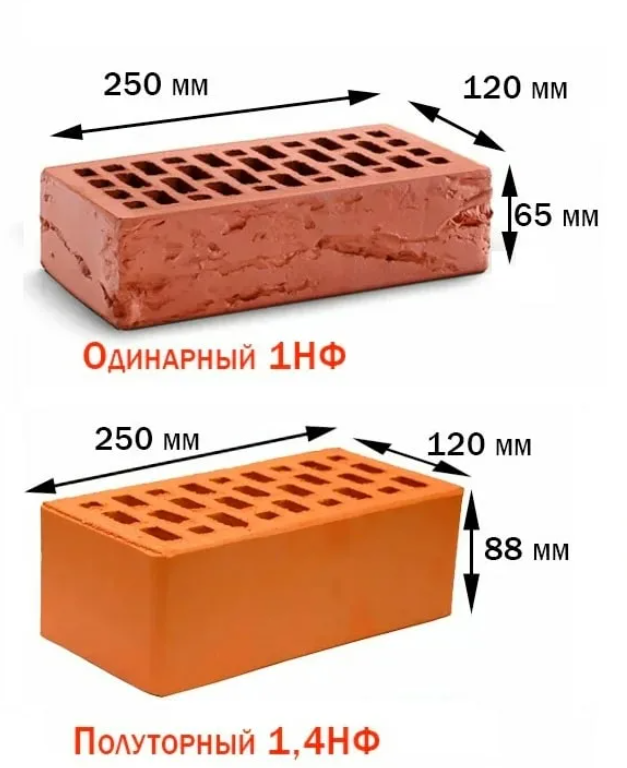 250 мм
120 мм
65 мм
Одинарный 1НФ
250 мм
120 мм
88 мм
Полуторный 1,4НФ